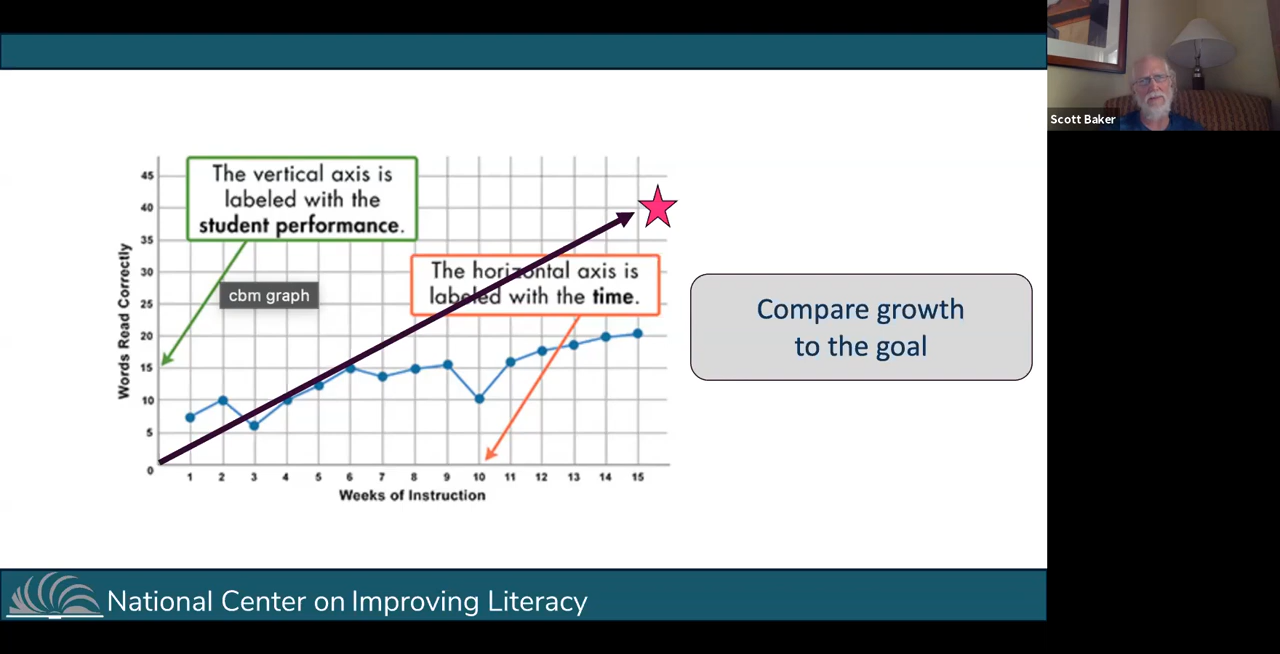 Scott Baker
The vertical axis is
labeled with the
student performance.
The horizontal axis is
labeled with the time.
cbm graph
Words Read Correctly
45
40
35
30
25
20
15
10
5
0
1 2 3 4 5 6 7 8 9 10 11 12 13 14 15
Weeks of Instruction
Compare growth
to the goal
National Center on Improving Literacy